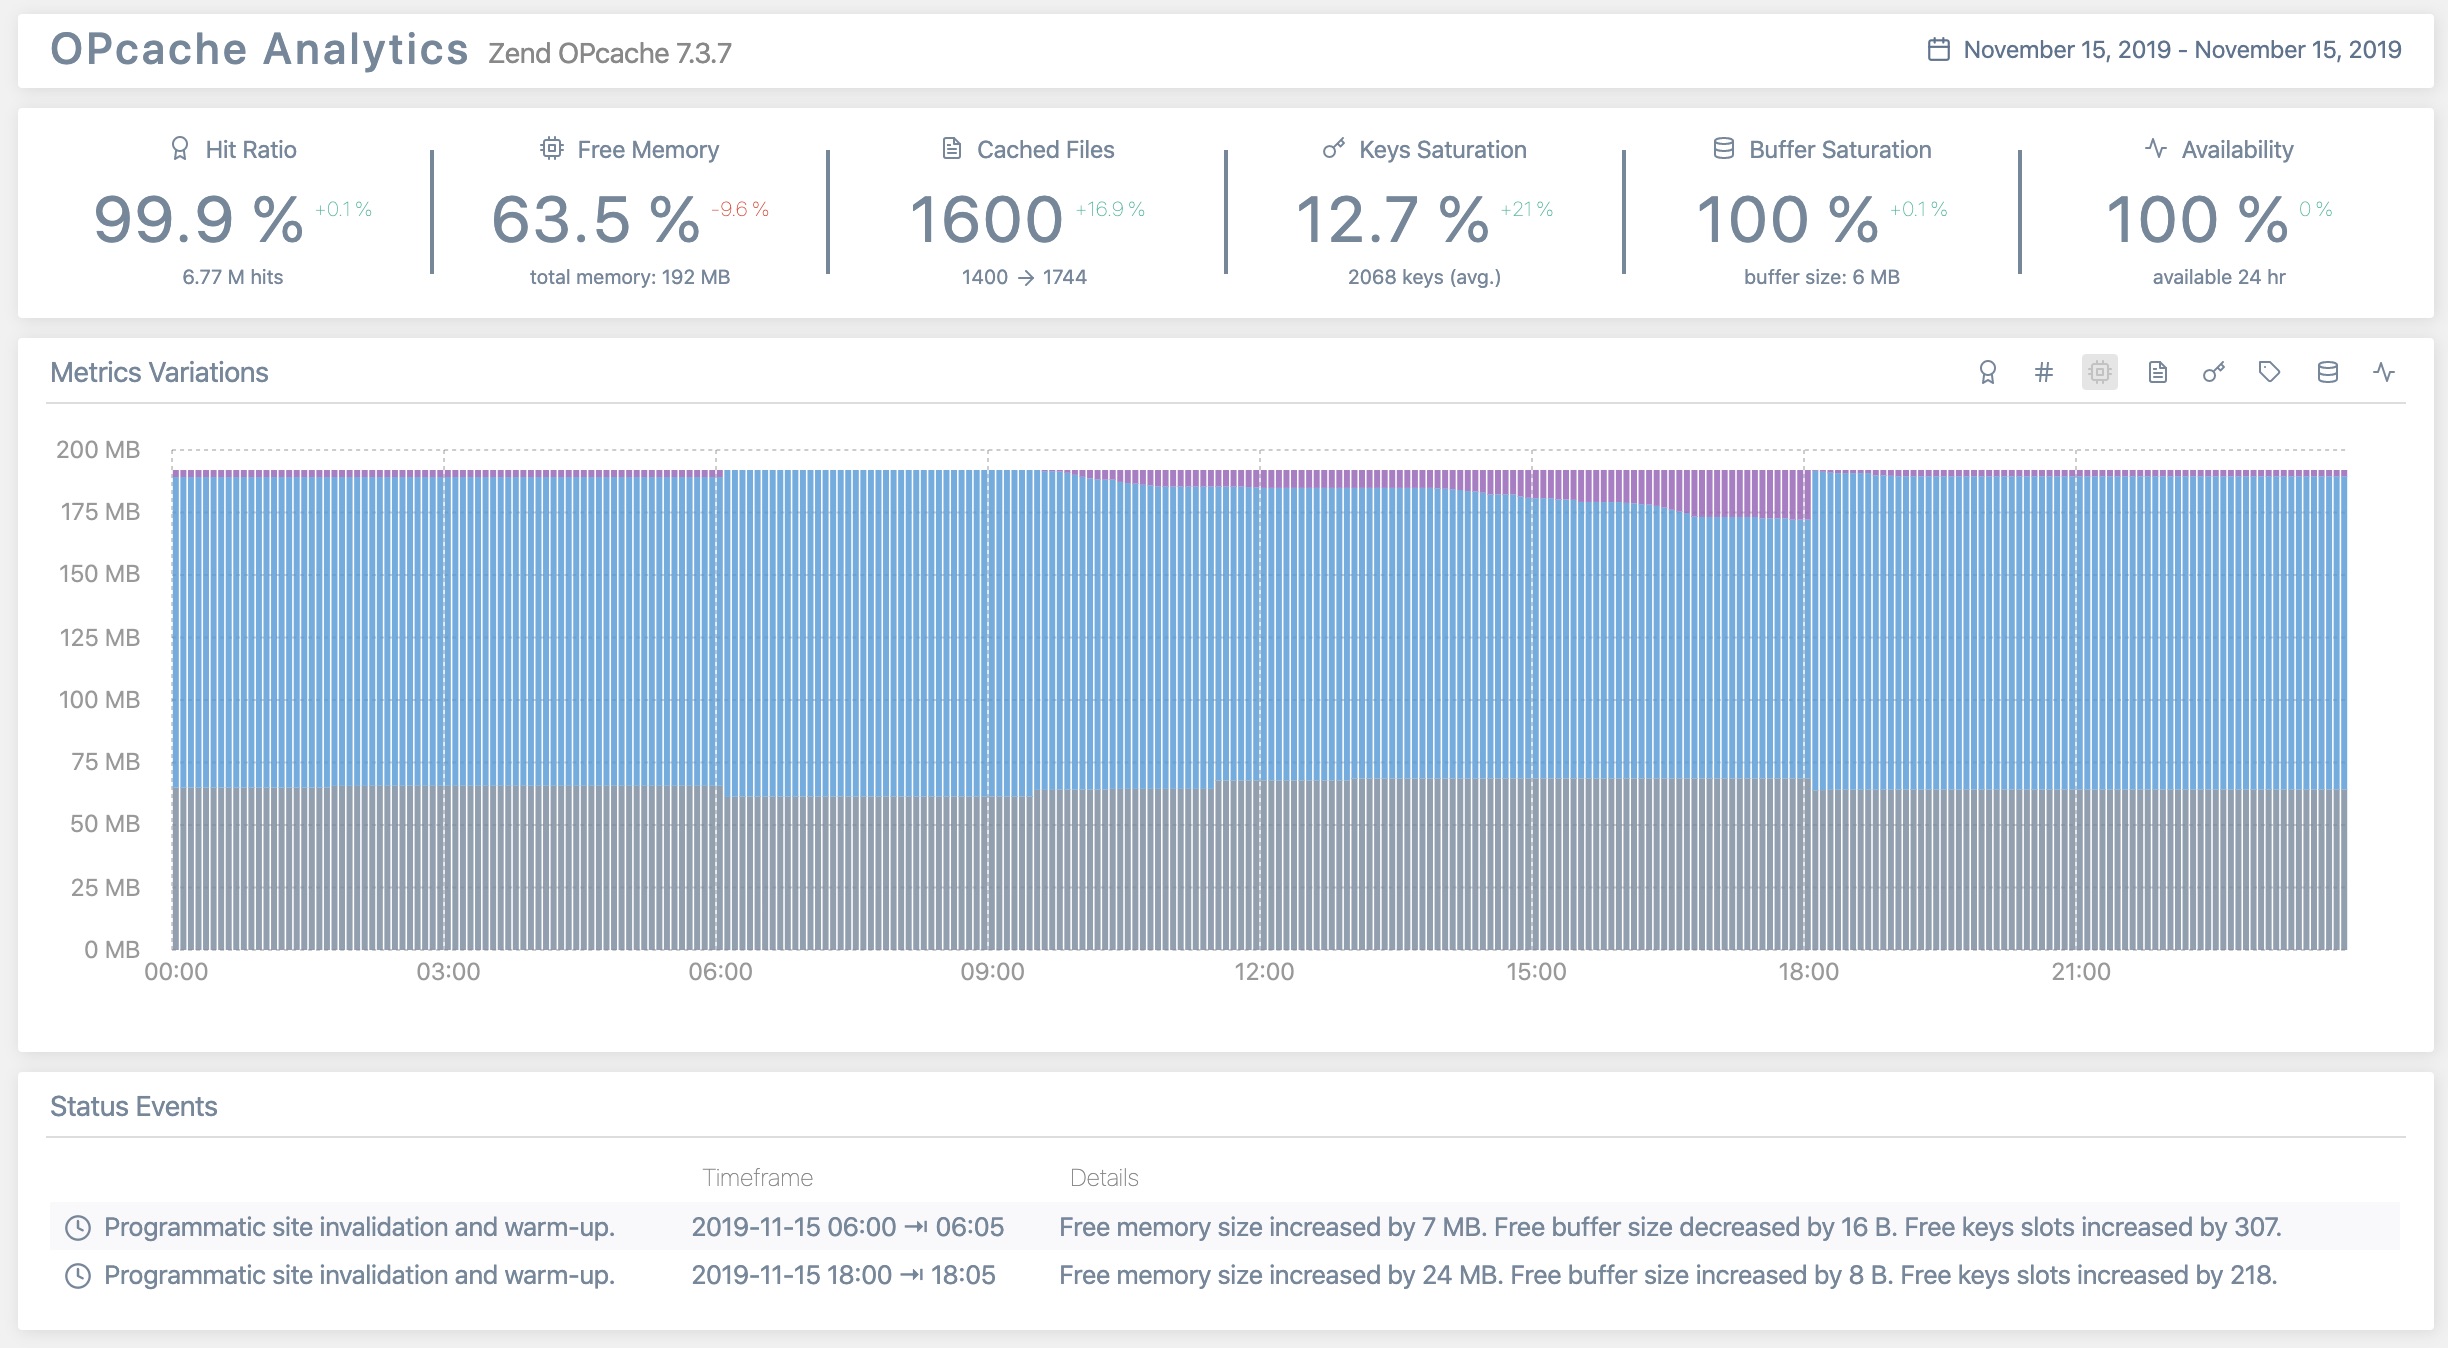 OPcache Analytics Zend OPcache 7.3.7 November 15, 2019 - November 15, 2019
Hit Ratio Free Memory Cached Files Keys Saturation Buffer Saturation Availability
99.9 % +0.1 % 63.5 % -9.6 % 1600 +16.9 % 12.7 % +21 % 100 % +0.1 % 100 % 0 %
6.77 M hits total memory: 192 MB 1400 → 1744 2068 keys (avg.) buffer size: 6 MB available 24 hr
Metrics Variations #
200 MB
175 MB
150 MB
125 MB
100 MB
75 MB
50 MB
25 MB
0 MB
00:00 03:00 06:00 09:00 12:00 15:00 18:00 21:00
Status Events
Timeframe Details
Programmatic site invalidation and warm-up. 2019-11-15 06:00 ⇥ 06:05 Free memory size increased by 7 MB. Free buffer size decreased by 16 B. Free keys slots increased by 307.
Programmatic site invalidation and warm-up. 2019-11-15 18:00 ⇥ 18:05 Free memory size increased by 24 MB. Free buffer size increased by 8 B. Free keys slots increased by 218.